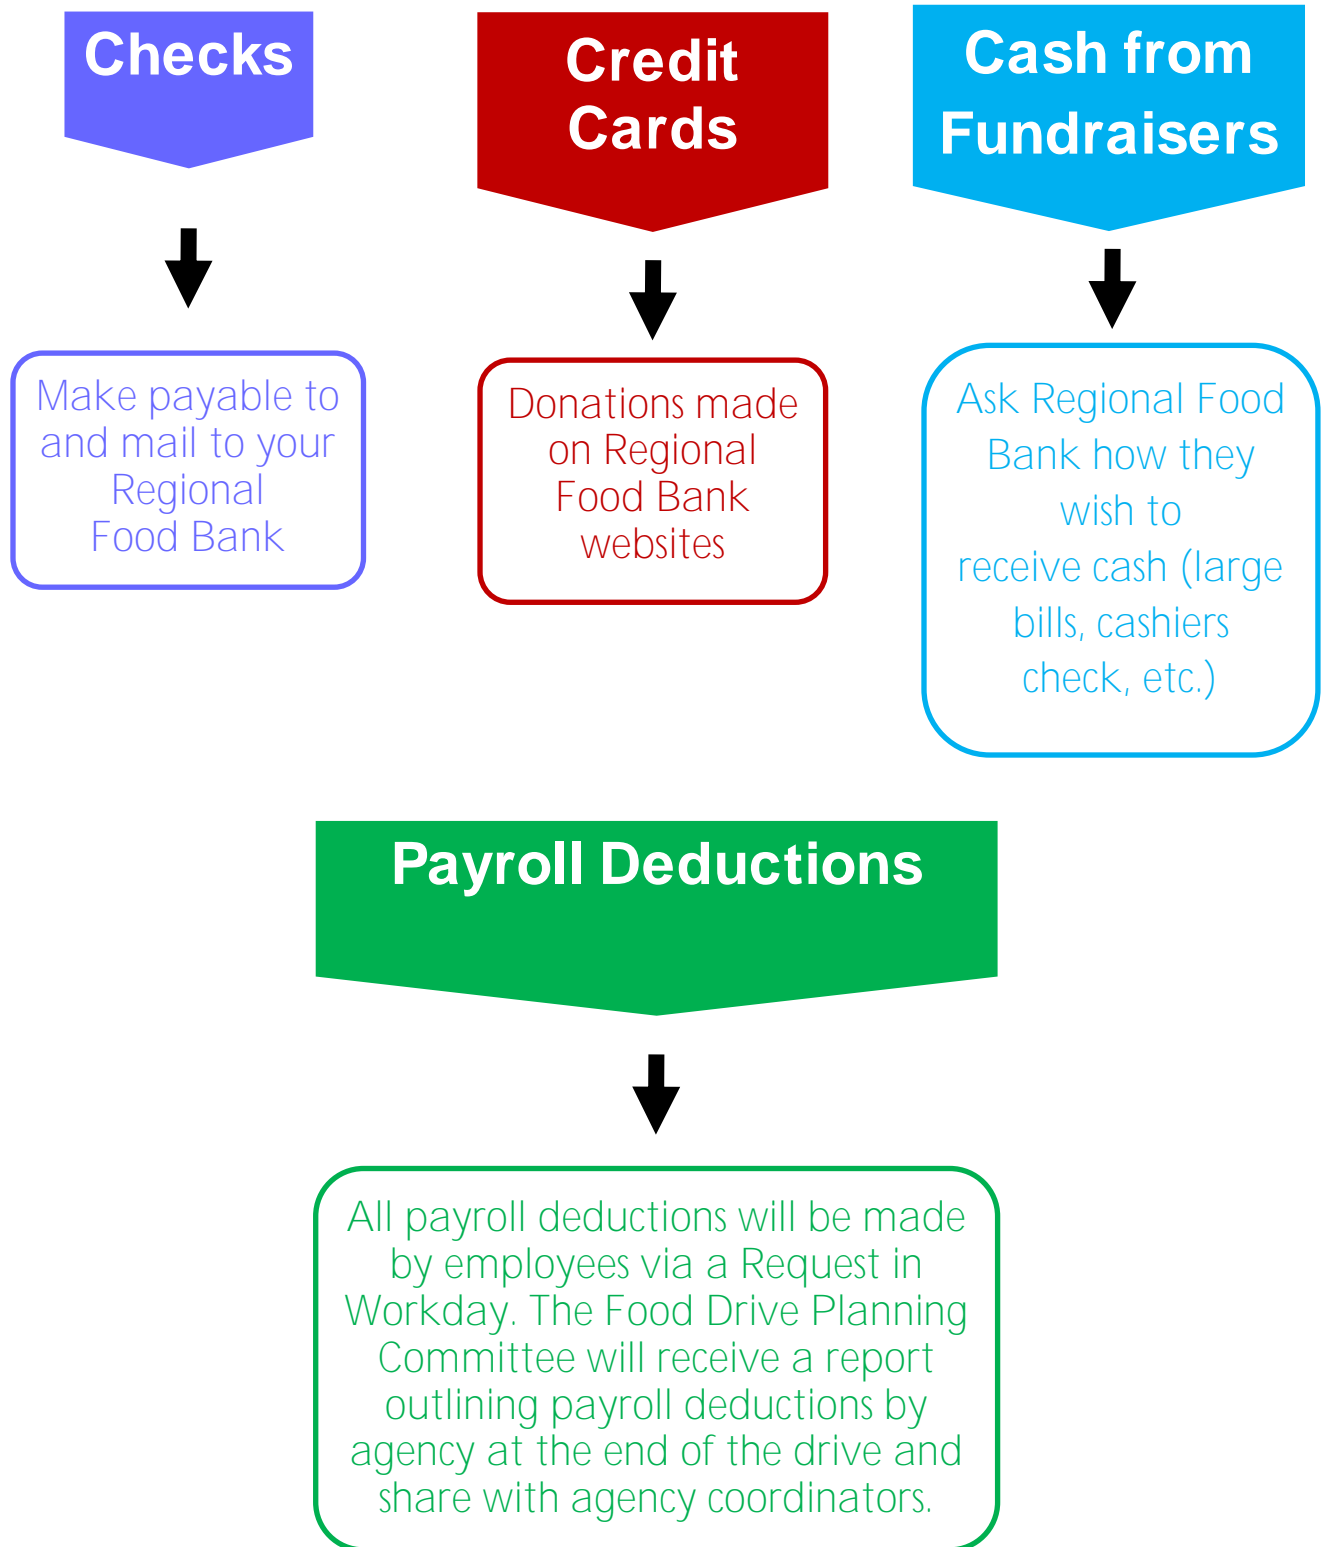 Checks
Make payable to
and mail to your
Regional
Food Bank
Credit
Cards
Donations made
on Regional
Food Bank
websites
Cash from
Fundraisers
Ask Regional Food
Bank how they
wish to
receive cash (large
bills, cashiers
check, etc.)
Payroll Deductions
All payroll deductions will be made
by employees via a Request in
Workday. The Food Drive Planning
Committee will receive a report
outlining payroll deductions by
agency at the end of the drive and
share with agency coordinators.